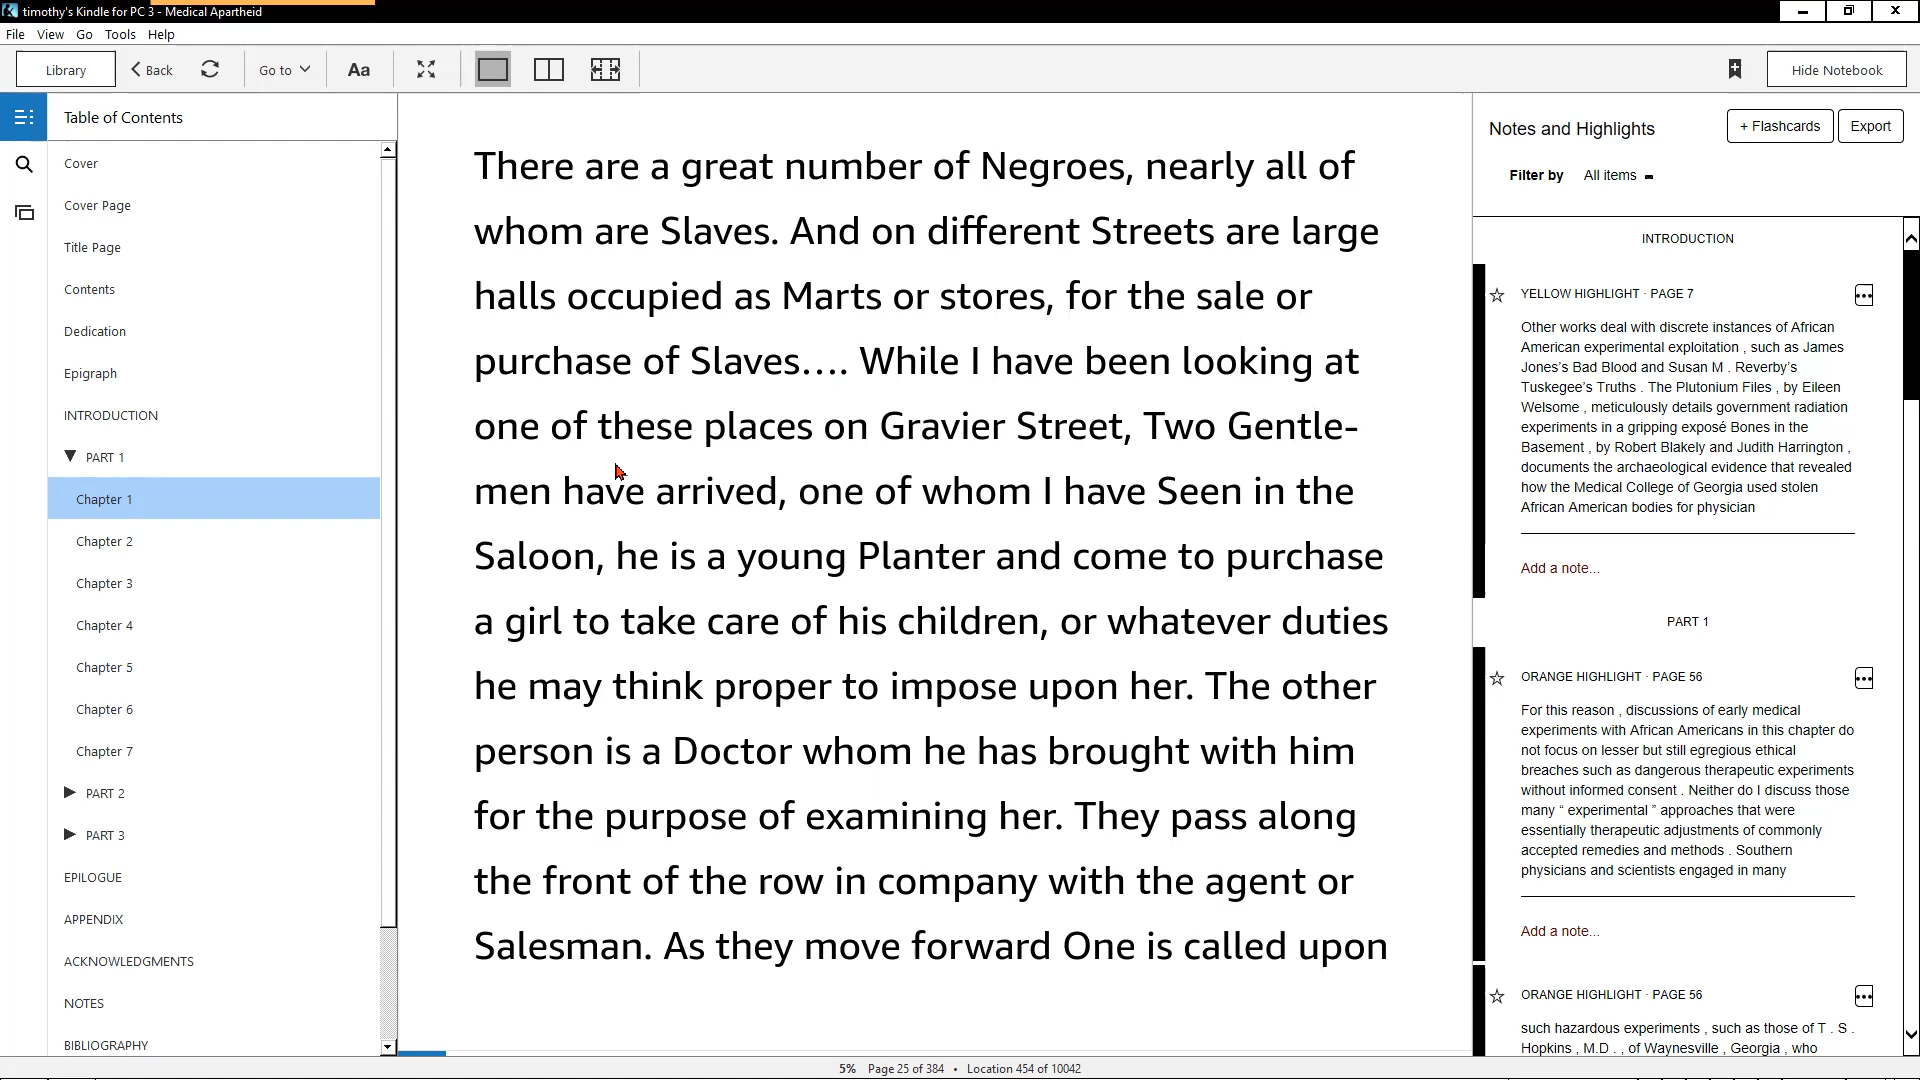 timothy's Kindle for PC 3 - Medical Apartheid
File View Go Tools Help
Library Back Go to Aa Hide Notebook
Table of Contents
Cover
Cover Page
Title Page
Contents
Dedication
Epigraph
INTRODUCTION
PART 1
Chapter 1
Chapter 2
Chapter 3
Chapter 4
Chapter 5
Chapter 6
Chapter 7
PART 2
PART 3
EPILOGUE
APPENDIX
ACKNOWLEDGMENTS
NOTES
BIBLIOGRAPHY
There are a great number of Negroes, nearly all of
whom are Slaves. And on different Streets are large
halls occupied as Marts or stores, for the sale or
purchase of Slaves.... While I have been looking at
one of these places on Gravier Street, Two Gentle-
men have arrived, one of whom I have Seen in the
Saloon, he is a young Planter and come to purchase
a girl to take care of his children, or whatever duties
he may think proper to impose upon her. The other
person is a Doctor whom he has brought with him
for the purpose of examining her. They pass along
the front of the row in company with the agent or
Salesman. As they move forward One is called upon
Notes and Highlights
+ Flashcards Export
Filter by All items
INTRODUCTION
YELLOW HIGHLIGHT · PAGE 7
Other works deal with discrete instances of African
American experimental exploitation , such as James
Jones’s Bad Blood and Susan M . Reverby’s
Tuskegee’s Truths . The Plutonium Files , by Eileen
Welsome , meticulously details government radiation
experiments in a gripping exposé Bones in the
Basement , by Robert Blakely and Judith Harrington ,
documents the archaeological evidence that revealed
how the Medical College of Georgia used stolen
African American bodies for physician
Add a note...
PART 1
ORANGE HIGHLIGHT · PAGE 56
For this reason , discussions of early medical
experiments with African Americans in this chapter do
not focus on lesser but still egregious ethical
breaches such as dangerous therapeutic experiments
without informed consent . Neither do I discuss those
many “ experimental ” approaches that were
essentially therapeutic adjustments of commonly
accepted remedies and methods . Southern
physicians and scientists engaged in many
Add a note...
ORANGE HIGHLIGHT · PAGE 56
such hazardous experiments , such as those of T . S .
Hopkins , M.D . , of Waynesville , Georgia , who
5% Page 25 of 384 • Location 454 of 10042